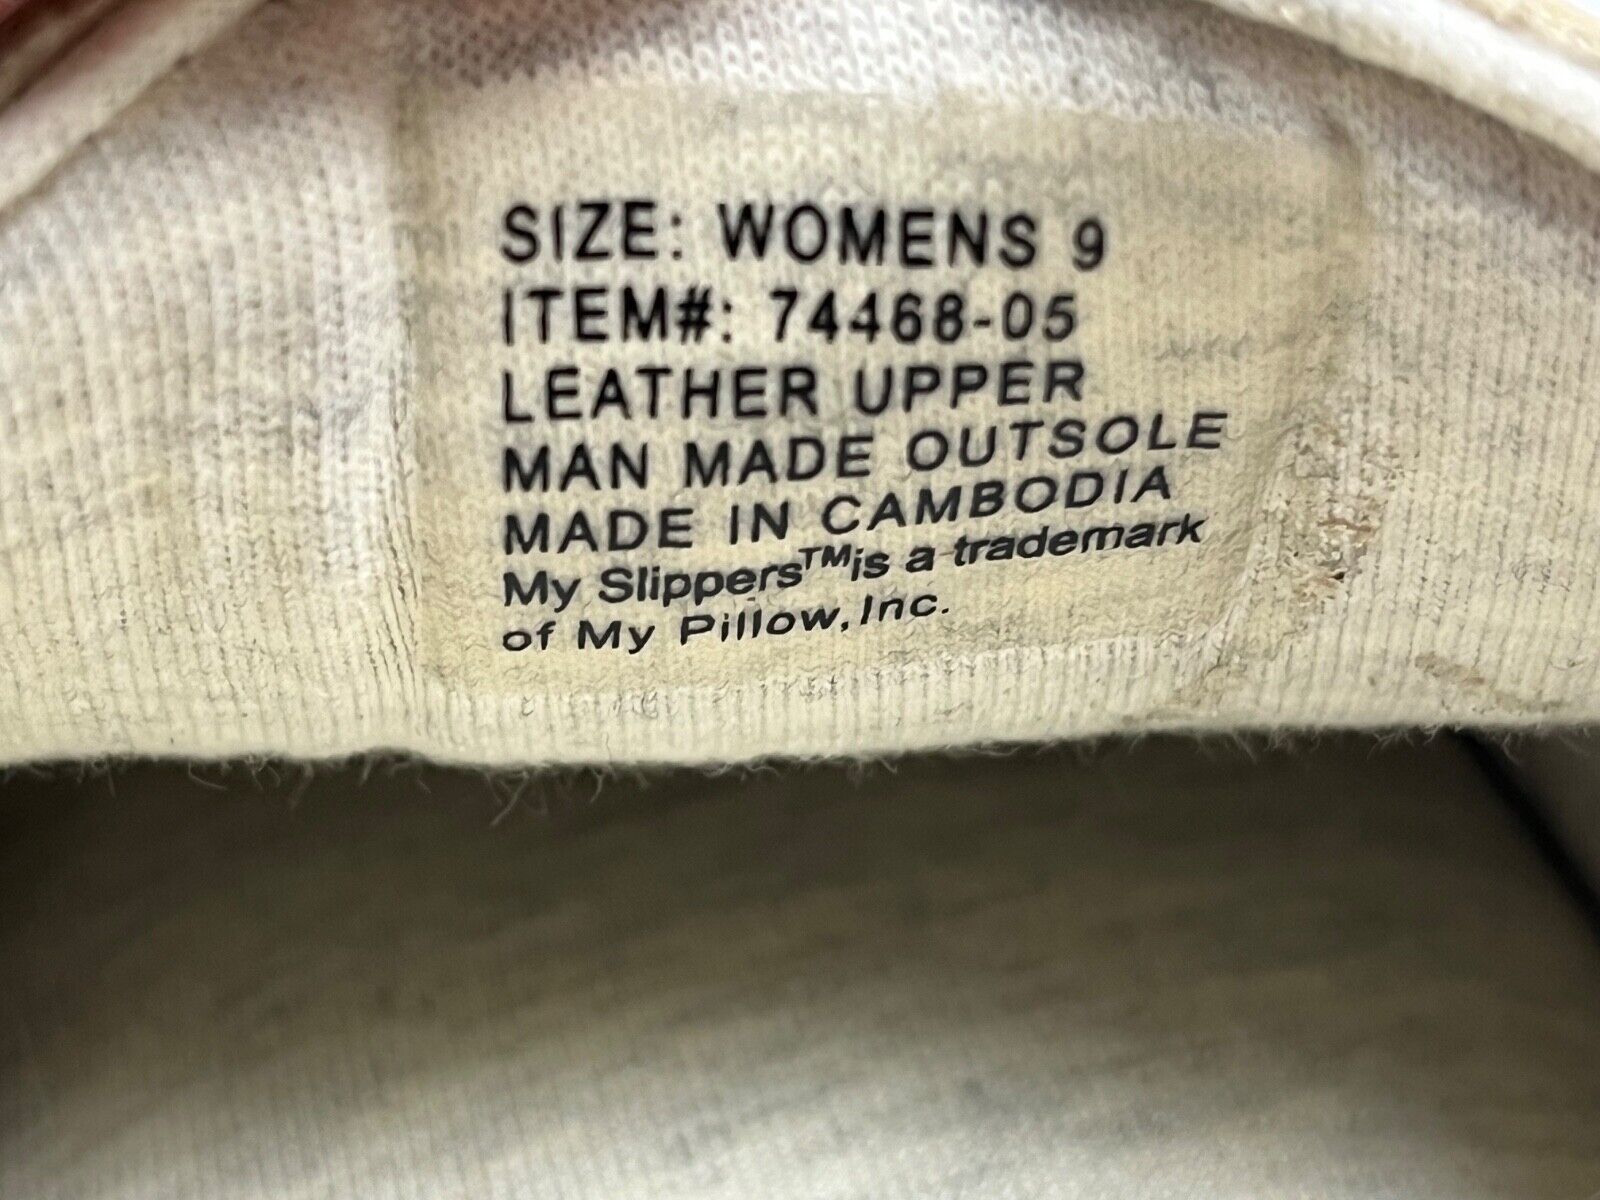 SIZE: WOMENS 9
ITEM#: 74468-05
LEATHER UPPER
MAN MADE OUTSOLE
MADE IN CAMBODIA
My Slippers™is a trademark
of My Pillow,Inc.